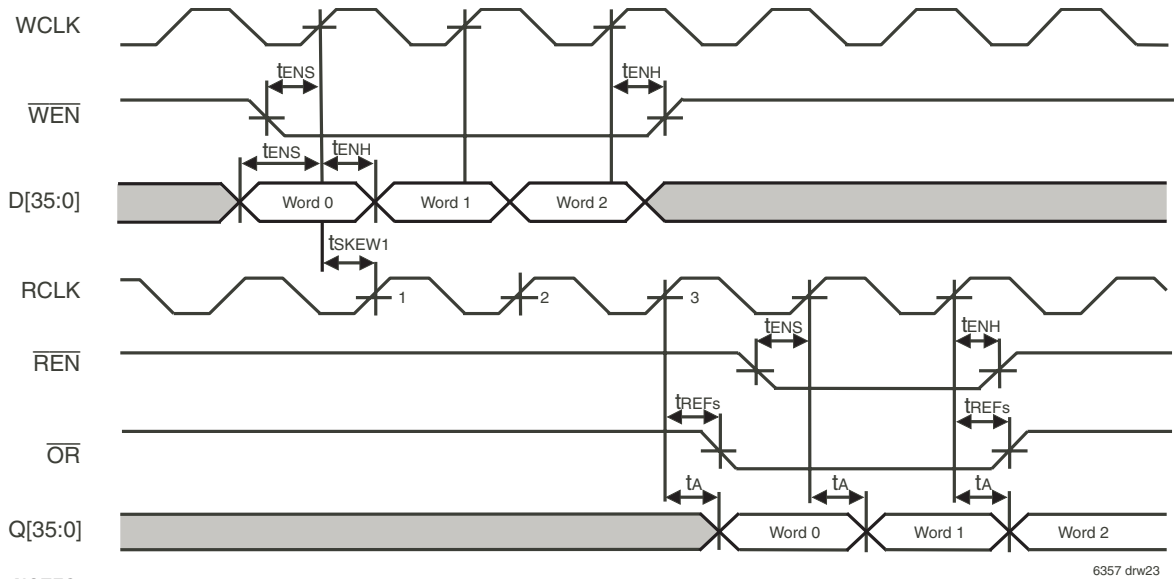 WCLK
tENS
tENH
WEN
tENS
tENH
D[35:0]
Word 0
Word 1
Word 2
tSKEW1
RCLK
1
2
3
tENS
tENH
REN
tREFs
tREFs
OR
tA
tA
tA
Q[35:0]
Word 0
Word 1
Word 2
6357 drw23